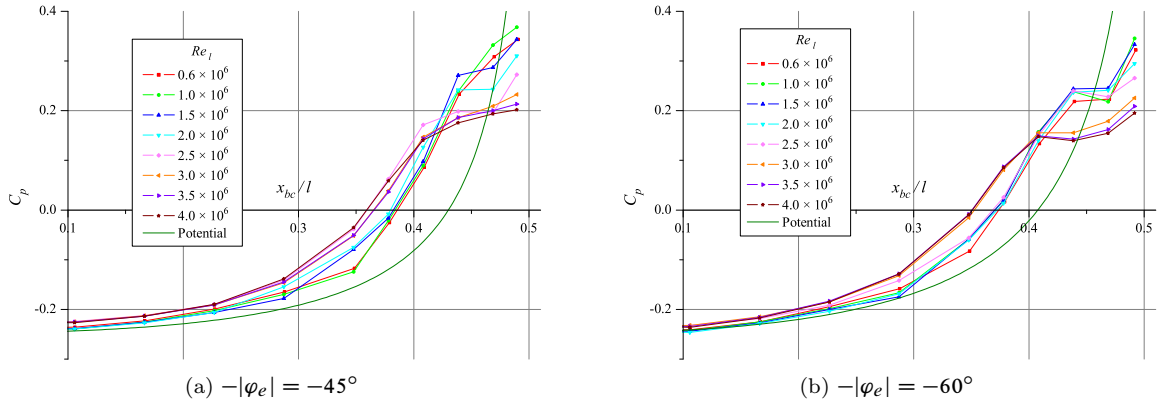 0.4
0.2
0.0
-0.2
C_p
Re_l
0.6 × 10^6
1.0 × 10^6
1.5 × 10^6
2.0 × 10^6
2.5 × 10^6
3.0 × 10^6
3.5 × 10^6
4.0 × 10^6
Potential
x_bc/l
0.1 0.3 0.4 0.5
(a) −|φ_e| = −45°
0.4
0.2
0.0
-0.2
C_p
Re_l
0.6 × 10^6
1.0 × 10^6
1.5 × 10^6
2.0 × 10^6
2.5 × 10^6
3.0 × 10^6
3.5 × 10^6
4.0 × 10^6
Potential
x_bc/l
0.1 0.3 0.4 0.5
(b) −|φ_e| = −60°